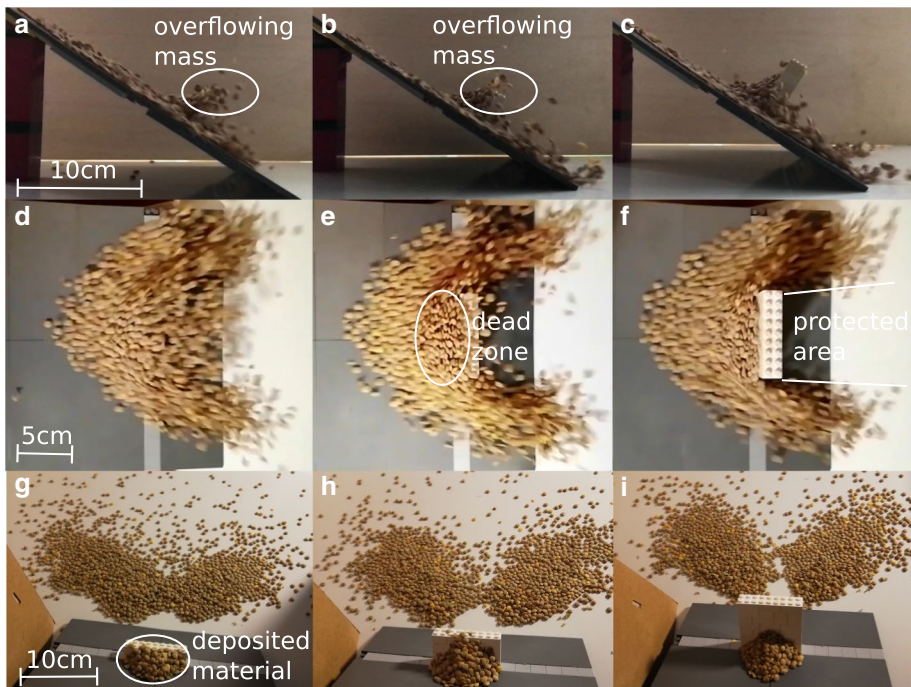 a
overflowing
mass
10cm
b
overflowing
mass
c
d
5cm
e
dead
zone
f
protected
area
g
10cm
deposited
material
h
i